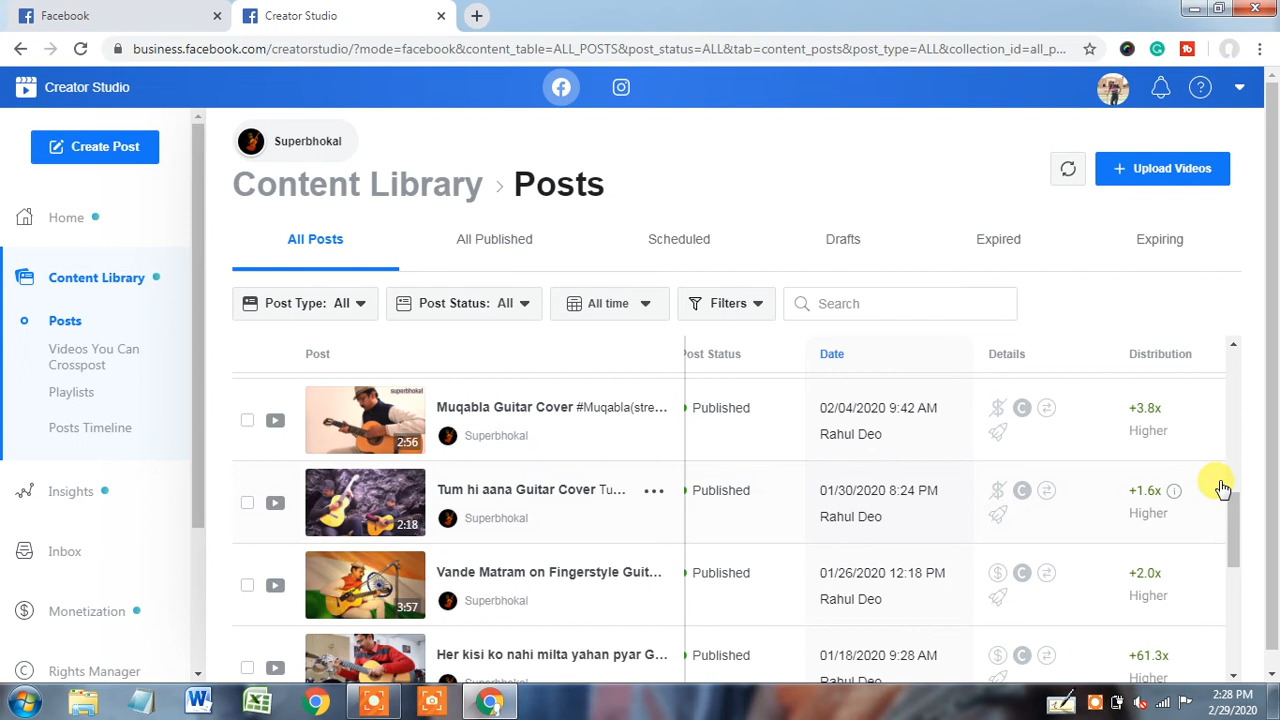 Facebook
Creator Studio
business.facebook.com/creatorstudio/?mode=facebook&content_table=ALL_POSTS&post_status=ALL&tab=content_posts&post_type=ALL&collection_id=all_p...
Creator Studio
Create Post
Home
Content Library
Posts
Videos You Can
Crosspost
Playlists
Posts Timeline
Insights
Inbox
Monetization
Rights Manager
Superbhokal
Content Library › Posts
Upload Videos
All Posts All Published Scheduled Drafts Expired Expiring
Post Type: All Post Status: All All time Filters Search
Post Post Status Date Details Distribution
superbhokal
2:56
Muqabla Guitar Cover #Muqabla(stre...
Superbhokal
Published
02/04/2020 9:42 AM
Rahul Deo
+3.8x
Higher
2:18
Tum hi aana Guitar Cover Tu...
Superbhokal
Published
01/30/2020 8:24 PM
Rahul Deo
+1.6x
Higher
3:57
Vande Matram on Fingerstyle Guit...
Superbhokal
Published
01/26/2020 12:18 PM
Rahul Deo
+2.0x
Higher
Her kisi ko nahi milta yahan pyar G...
Superbhokal
Published
01/18/2020 9:28 AM
Rahul Deo
+61.3x
Higher
2:28 PM
2/29/2020